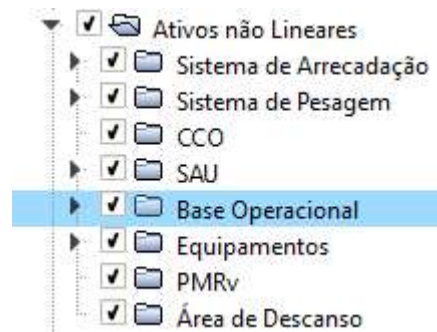 Ativos não Lineares
Sistema de Arrecadação
Sistema de Pesagem
CCO
SAU
Base Operacional
Equipamentos
PMRv
Área de Descanso